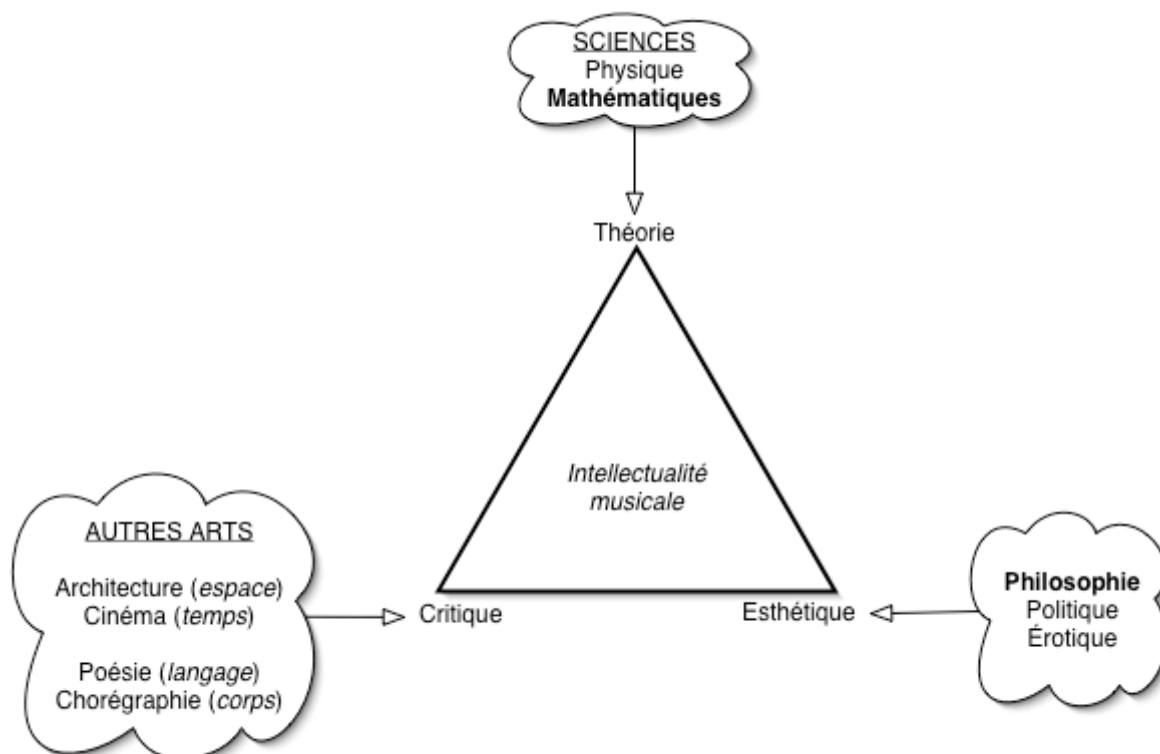 SCIENCES
Physique
Mathématiques
Théorie
Intellectualité
musicale
AUTRES ARTS
Architecture (espace)
Cinéma (temps)
Poésie (langage)
Chorégraphie (corps)
Critique
Esthétique
Philosophie
Politique
Érotique